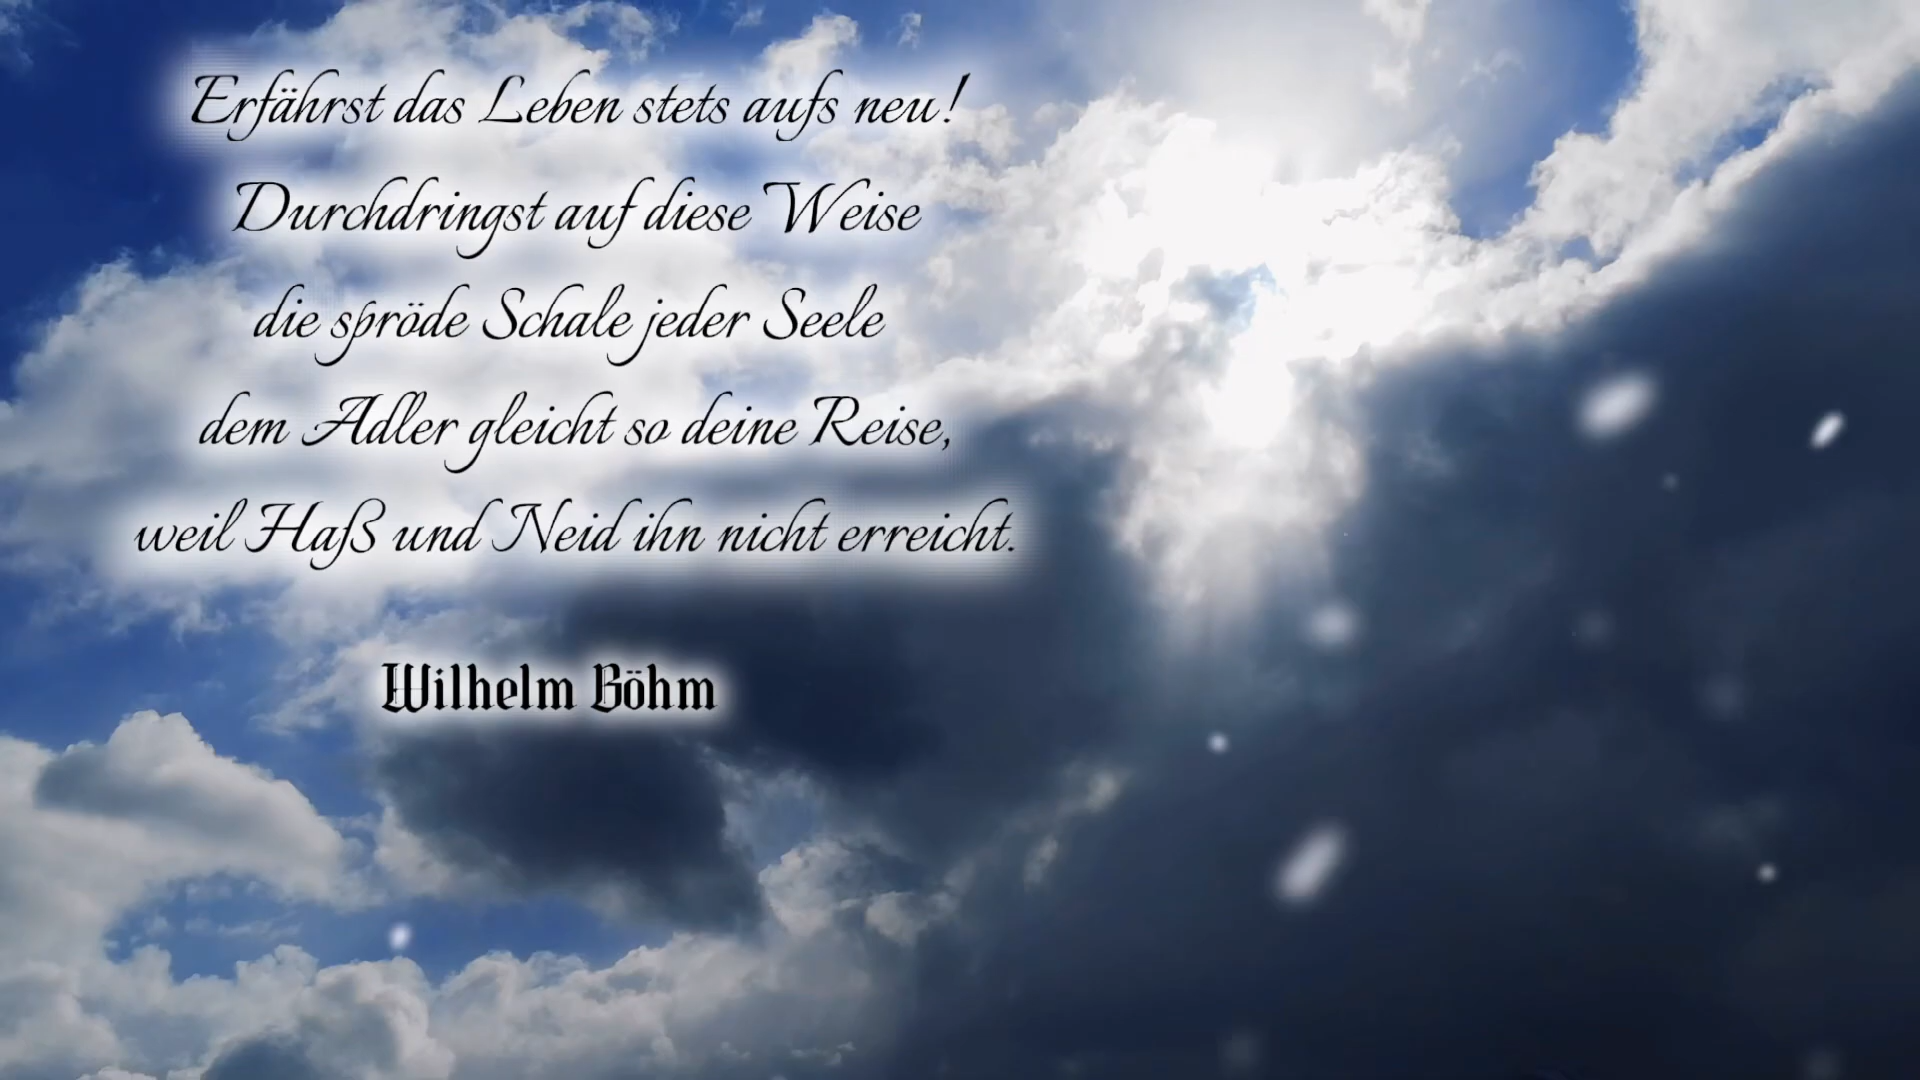 Erfährst das Leben stets aufs neu!
Durchdringst auf diese Weise
die spröde Schale jeder Seele
dem Adler gleicht so deine Reise,
weil Haß und Neid ihn nicht erreicht.
Wilhelm Böhm